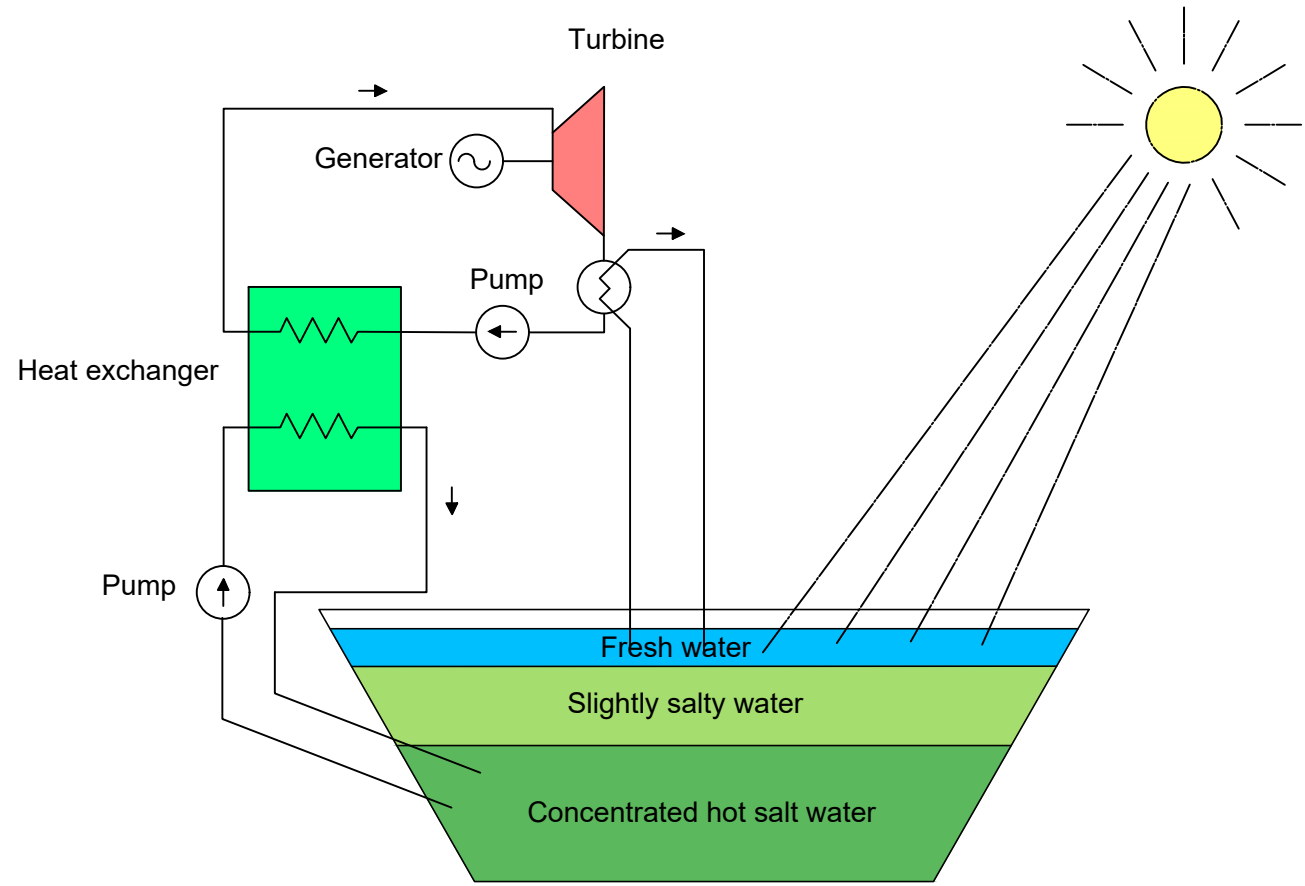 Turbine
Generator
Pump
Heat exchanger
Pump
Fresh water
Slightly salty water
Concentrated hot salt water